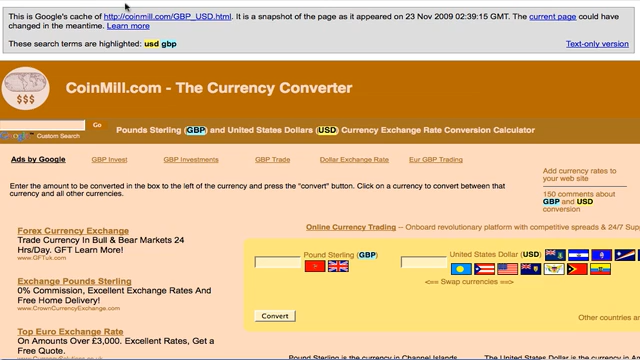 This is Google's cache of http://coinmill.com/GBP_USD.html. It is a snapshot of the page as it appeared on 23 Nov 2009 02:39:15 GMT. The current page could have
changed in the meantime. Learn more
These search terms are highlighted: usd gbp
Text-only version
$$$
CoinMill.com - The Currency Converter
Go
Google™ Custom Search
Pounds Sterling (GBP) and United States Dollars (USD) Currency Exchange Rate Conversion Calculator
Ads by Google
GBP Invest
GBP Investments
GBP Trade
Dollar Exchange Rate
Eur GBP Trading
Add currency rates to
your web site
Enter the amount to be converted in the box to the left of the currency and press the "convert" button. Click on a currency to convert between that
currency and all other currencies.
150 comments about
GBP and USD
conversion
Forex Currency Exchange
Trade Currency In Bull & Bear Markets 24
Hrs/Day. GFT Learn More!
www.GFTuk.com
Exchange Pounds Sterling
0% Commission, Excellent Exchange Rates And
Free Home Delivery!
www.CrownCurrencyExchange.com
Top Euro Exchange Rate
On Amounts Over £3,000. Excellent Rates, Get a
Free Quote.
Online Currency Trading -- Onboard revolutionary platform with competitive spreads & 24/7 Sup
Pound Sterling (GBP)
United States Dollar (USD)
<== Swap currencies ==>
Convert
Other countries a